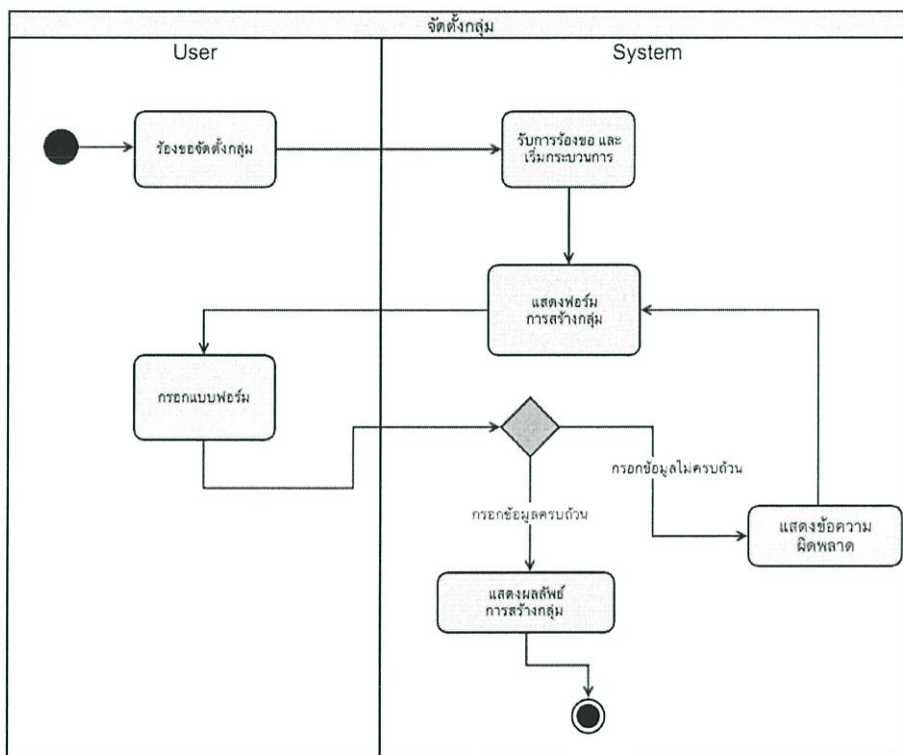 จัดตั้งกลุ่ม
User
System
ร้องขอจัดตั้งกลุ่ม
รับการร้องขอ และ
เริ่มกระบวนการ
แสดงฟอร์ม
การสร้างกลุ่ม
กรอกแบบฟอร์ม
กรอกข้อมูลไม่ครบถ้วน
กรอกข้อมูลครบถ้วน
แสดงข้อความ
ผิดพลาด
แสดงผลลัพธ์
การสร้างกลุ่ม